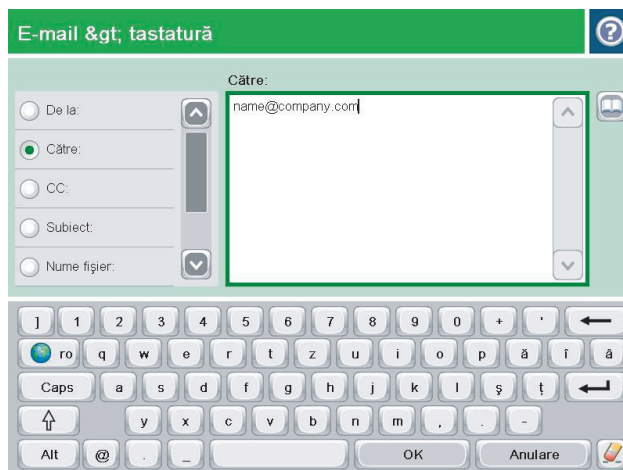 E-mail &gt; tastatură
Către:
De la:
Către:
CC:
Subiect:
Nume fişier:
name@company.com
] 1 2 3 4 5 6 7 8 9 0 + '
ro q w e r t z u i o p ă î â
Caps a s d f g h j k l ş ţ
y x c v b n m , . -
Alt @ . _ OK Anulare